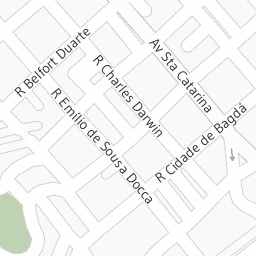 R Belfort Duarte
Av Sta Catarina
R Charles Darwin
R Emílio de Sousa Docca
R Cidade de Bagdá